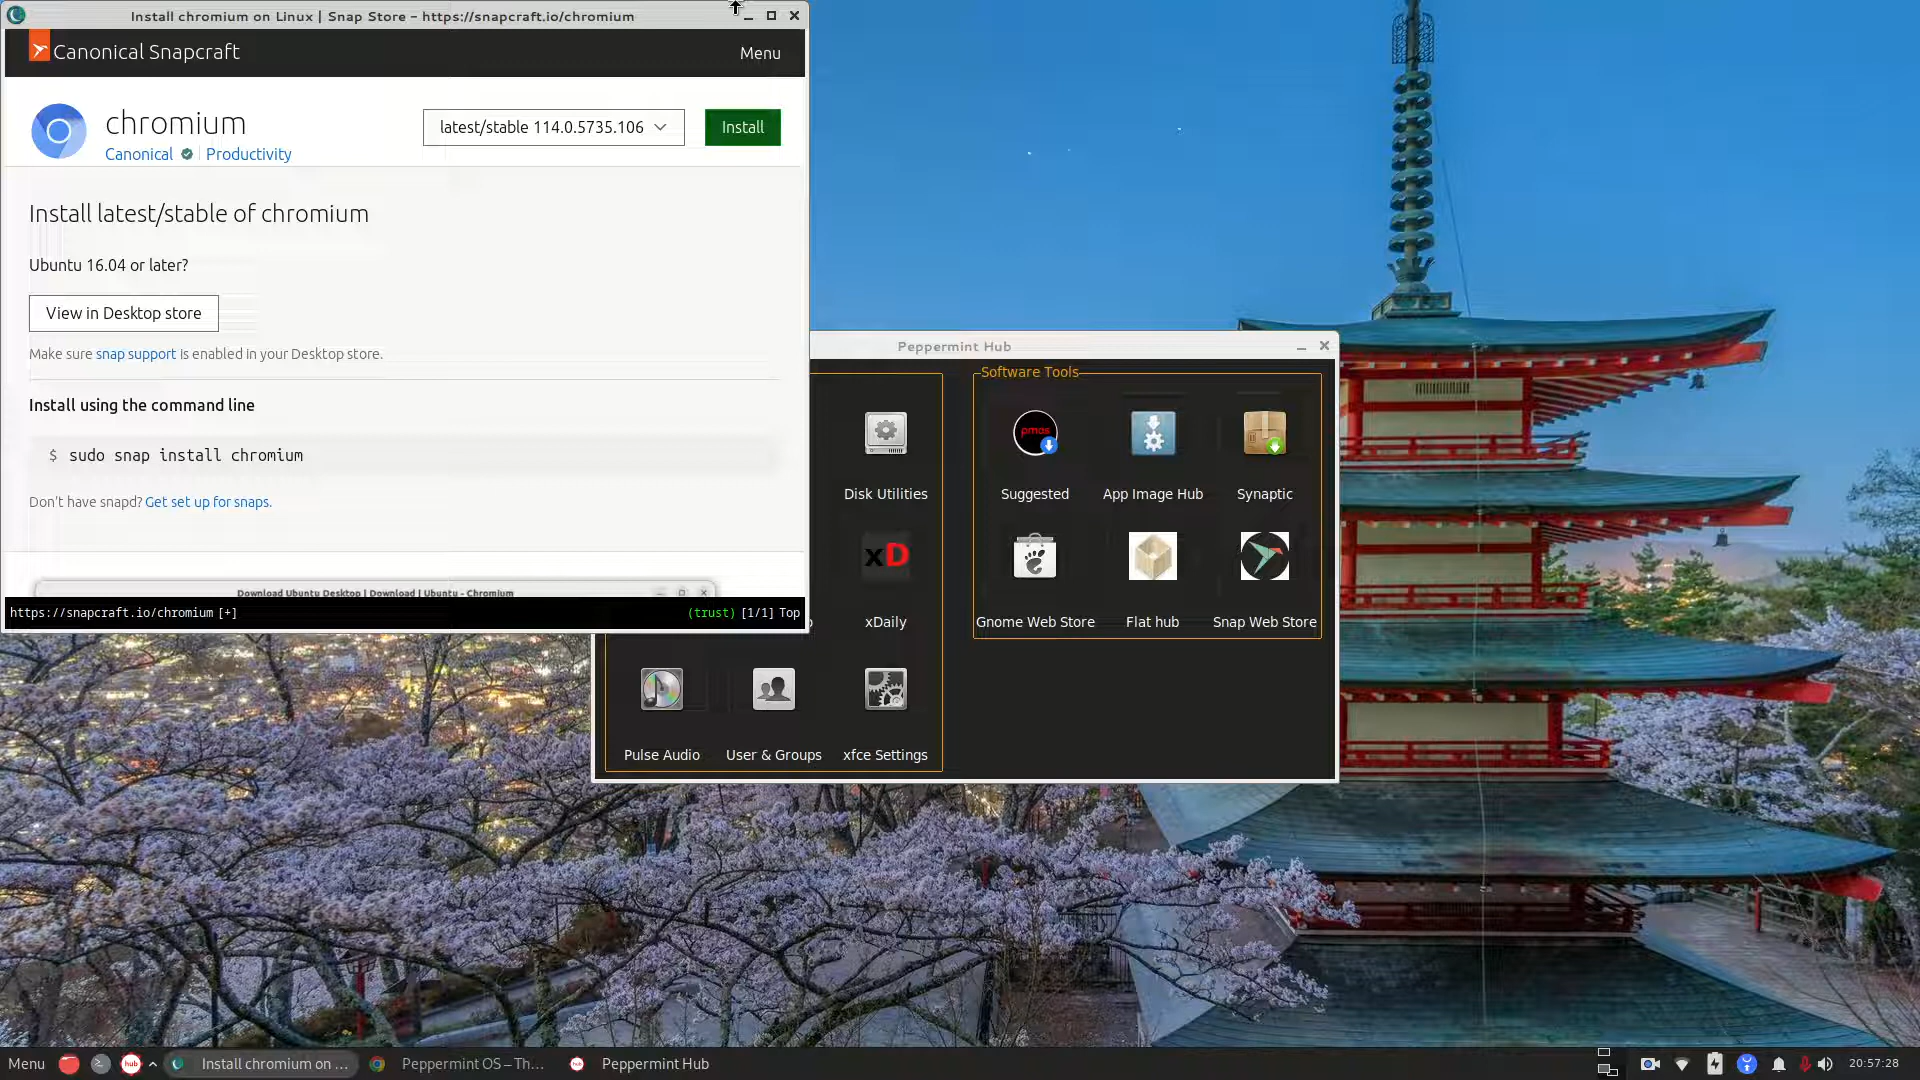 Install chromium on Linux | Snap Store - https://snapcraft.io/chromium
Canonical Snapcraft
Menu
chromium
latest/stable 114.0.5735.106
Install
Canonical
Productivity
Install latest/stable of chromium
Ubuntu 16.04 or later?
View in Desktop store
Make sure snap support is enabled in your Desktop store.
Install using the command line
$ sudo snap install chromium
Don't have snapd? Get set up for snaps.
Download Ubuntu Desktop | Download | Ubuntu - Chromium
https://snapcraft.io/chromium [+]
(trust) [1/1] Top
Peppermint Hub
Software Tools
Disk Utilities
pmos
Suggested
App Image Hub
Synaptic
xD
xDaily
Gnome Web Store
Flat hub
Snap Web Store
Pulse Audio
User & Groups
xfce Settings
Menu
hub
Install chromium on ...
Peppermint OS – Th...
Peppermint Hub
20:57:28